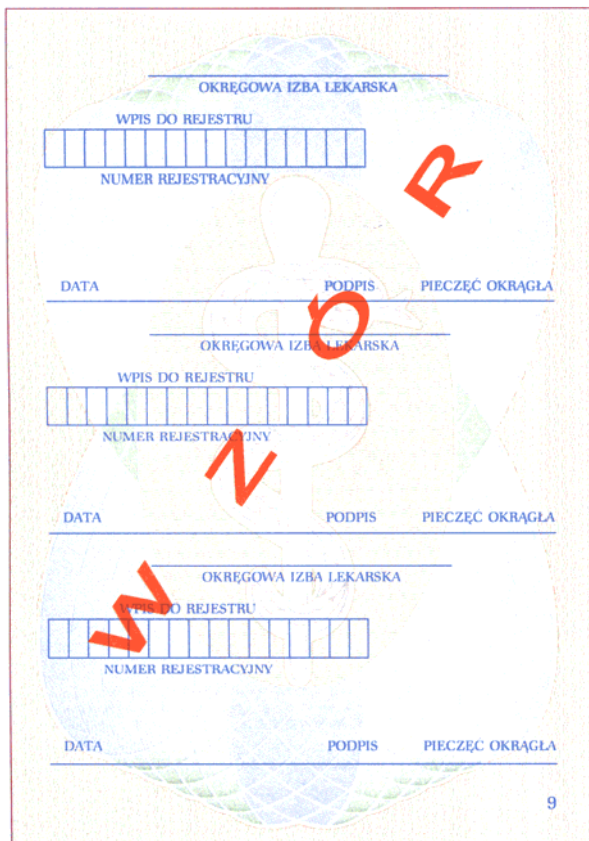 OKRĘGOWA IZBA LEKARSKA
WPIS DO REJESTRU
NUMER REJESTRACYJNY
DATA PODPIS PIECZĘĆ OKRĄGŁA
OKRĘGOWA IZBA LEKARSKA
WPIS DO REJESTRU
NUMER REJESTRACYJNY
DATA PODPIS PIECZĘĆ OKRĄGŁA
OKRĘGOWA IZBA LEKARSKA
WPIS DO REJESTRU
NUMER REJESTRACYJNY
DATA PODPIS PIECZĘĆ OKRĄGŁA
9
WZÓR